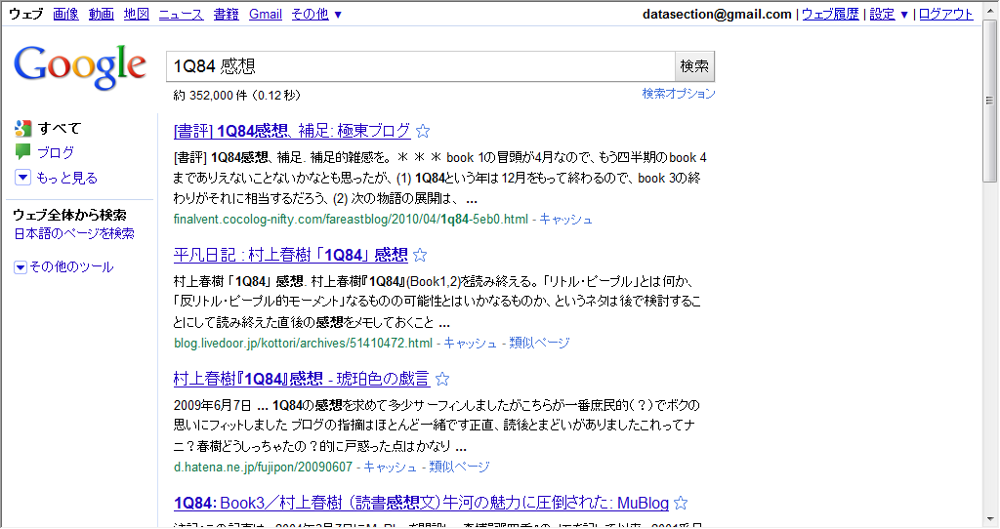 ウェブ 画像 動画 地図 ニュース 書籍 Gmail その他 ▼ datasection@gmail.com | ウェブ履歴 | 設定 ▼ | ログアウト
Google
1Q84 感想 検索
約 352,000 件 (0.12 秒) 検索オプション
すべて
ブログ
もっと見る
ウェブ全体から検索
日本語のページを検索
その他のツール
[書評] 1Q84感想、補足: 極東ブログ
[書評] 1Q84感想、補足. 補足的雑感を。 ＊ ＊ ＊ book 1の冒頭が4月なので、もう四半期のbook 4
まであり​えないことないかなとも思ったが、(1) 1Q84という年は12月をもって終わるので、book 3の終
わりがそれに相当するだろう、(2) 次の物語の展開は、 ...
finalvent.cocolog-nifty.com/fareastblog/2010/04/1q84-5eb0.html - キャッシュ
平凡日記 : 村上春樹 「1Q84」 感想
村上春樹 「1Q84」 感想. 村上春樹『1Q84』(Book1,2)を読み終える。 「リトル・ピープル」とは何か、
「反リトル・ピープル的モーメント」なるものの可能性とはいかなるものか、というネタは後で検討するこ
とにして読み終えた直後の感想をメモしておくこと ...
blog.livedoor.jp/kottori/archives/51410472.html - キャッシュ - 類似ページ
村上春樹『1Q84』感想 - 琥珀色の戯言
2009年6月7日 ... 1Q84の感想を求めて多少サーフィンしましたがこちらが一番庶民的(？)でボクの
思いにフィットしました ブログの指摘はほとんど一緒です正直、読後とまどいがありましたこれってナ
ニ？春樹どうしっちゃたの？的に戸惑った点はかなり ...
d.hatena.ne.jp/fujipon/20090607 - キャッシュ - 類似ページ
1Q84: Book3／村上春樹 (読書感想文) 牛河の魅力に圧倒された: MuBlog